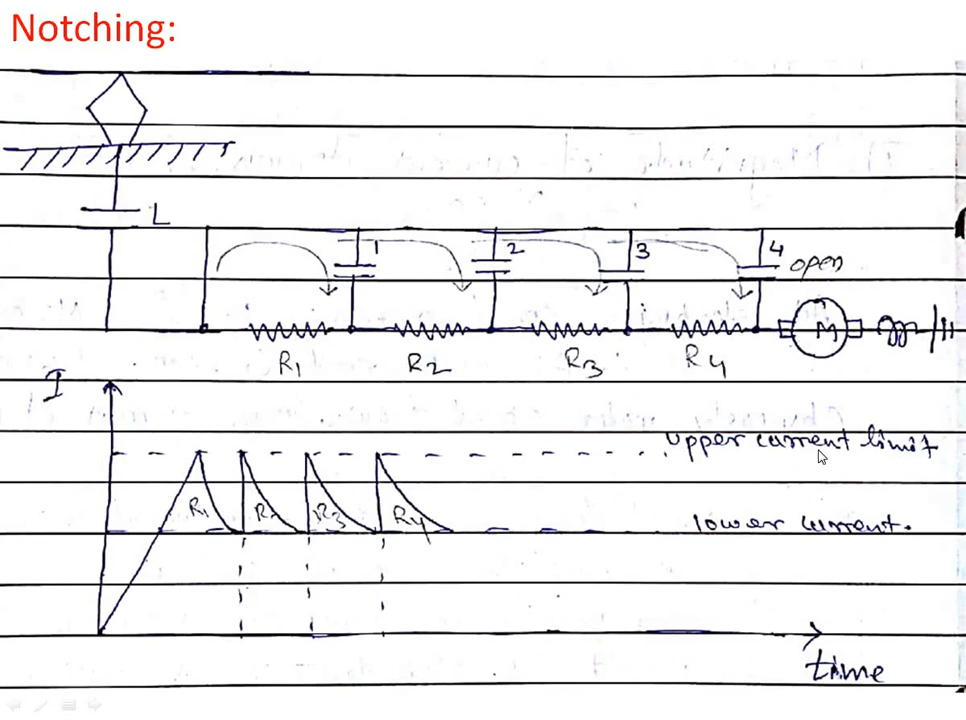 Notching:
L
1
2
3
4
open
M
R1
R2
R3
R4
I
upper current limit
R1
R2
R3
R4
lower current.
time